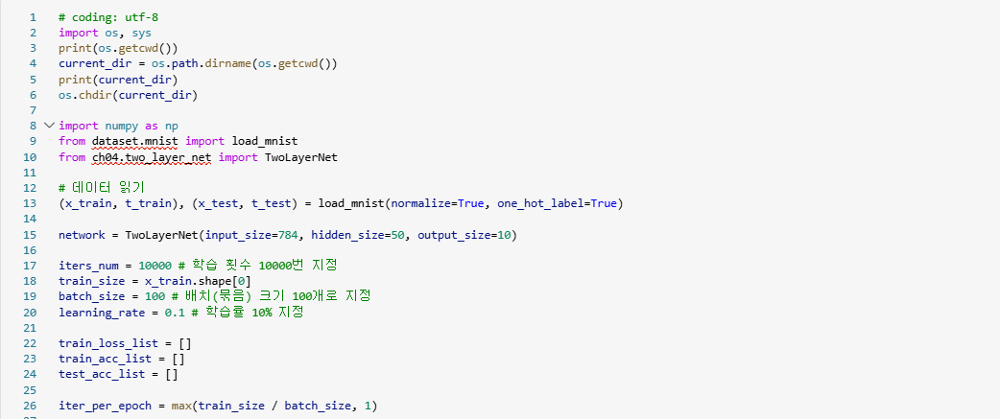 1 # coding: utf-8
2 import os, sys
3 print(os.getcwd())
4 current_dir = os.path.dirname(os.getcwd())
5 print(current_dir)
6 os.chdir(current_dir)
7
8 import numpy as np
9 from dataset.mnist import load_mnist
10 from ch04.two_layer_net import TwoLayerNet
11
12 # 데이터 읽기
13 (x_train, t_train), (x_test, t_test) = load_mnist(normalize=True, one_hot_label=True)
14
15 network = TwoLayerNet(input_size=784, hidden_size=50, output_size=10)
16
17 iters_num = 10000 # 학습 횟수 10000번 지정
18 train_size = x_train.shape[0]
19 batch_size = 100 # 배치(묶음) 크기 100개로 지정
20 learning_rate = 0.1 # 학습률 10% 지정
21
22 train_loss_list = []
23 train_acc_list = []
24 test_acc_list = []
25
26 iter_per_epoch = max(train_size / batch_size, 1)